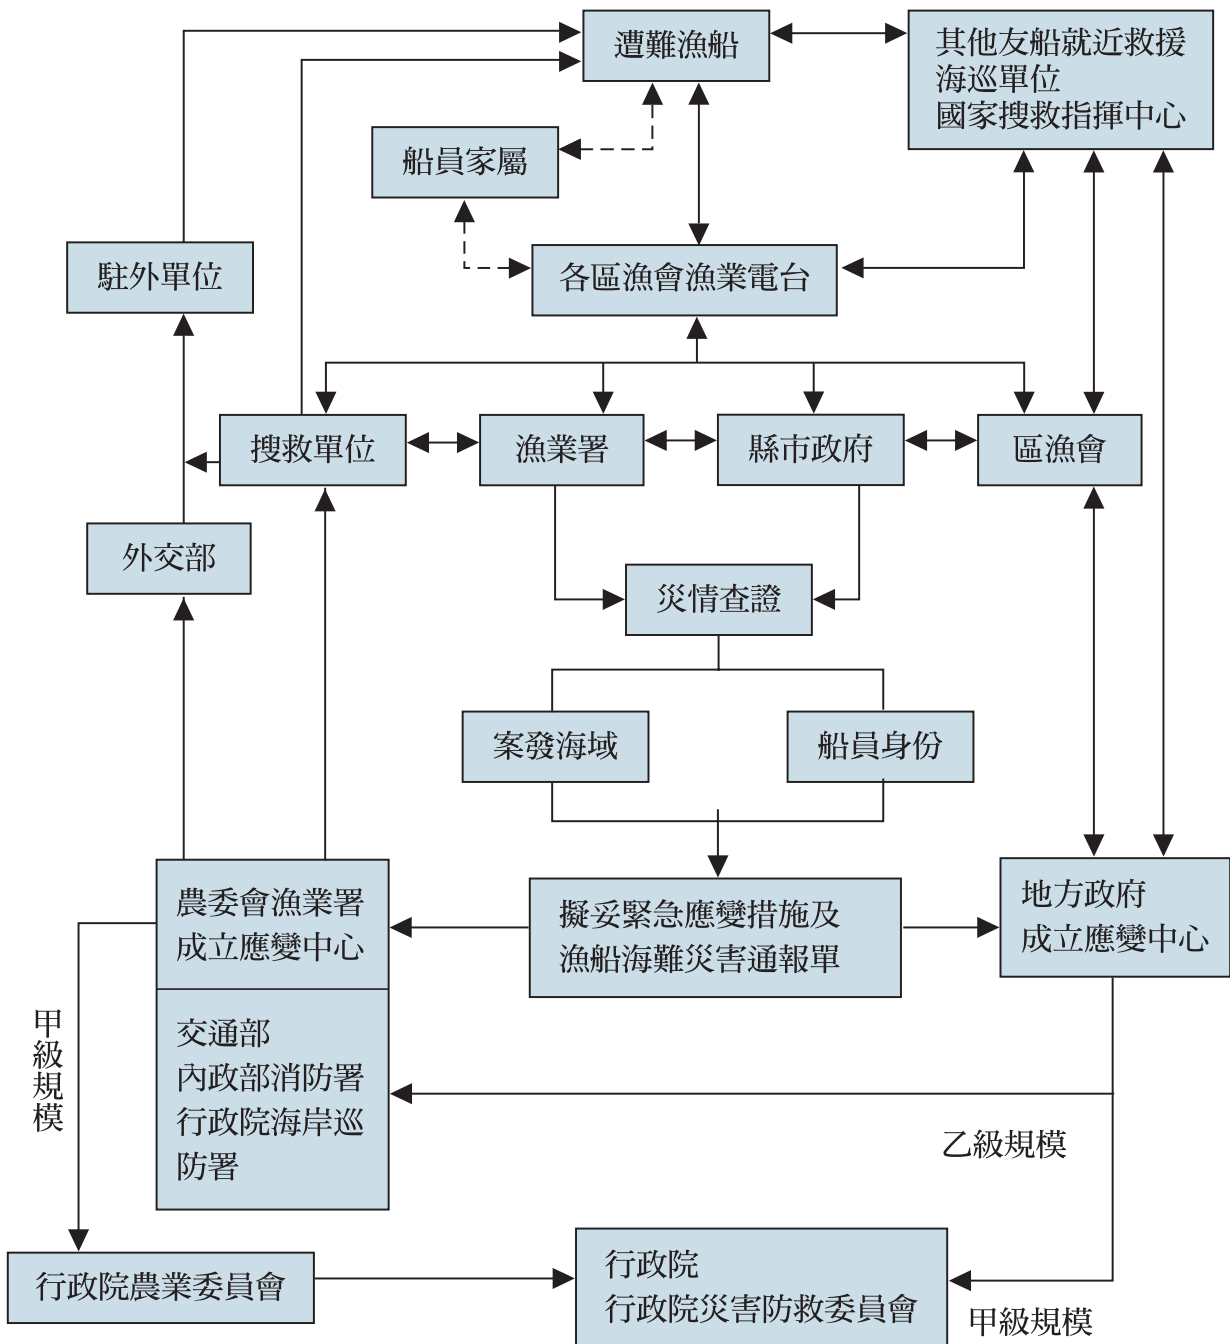 遭難漁船
其他友船就近救援
海巡單位
國家搜救指揮中心
船員家屬
駐外單位
各區漁會漁業電台
搜救單位
漁業署
縣市政府
區漁會
外交部
災情查證
案發海域
船員身份
農委會漁業署
成立應變中心
擬妥緊急應變措施及
漁船海難災害通報單
地方政府
成立應變中心
甲級規模
交通部
內政部消防署
行政院海岸巡
防署
乙級規模
行政院農業委員會
行政院
行政院災害防救委員會
甲級規模